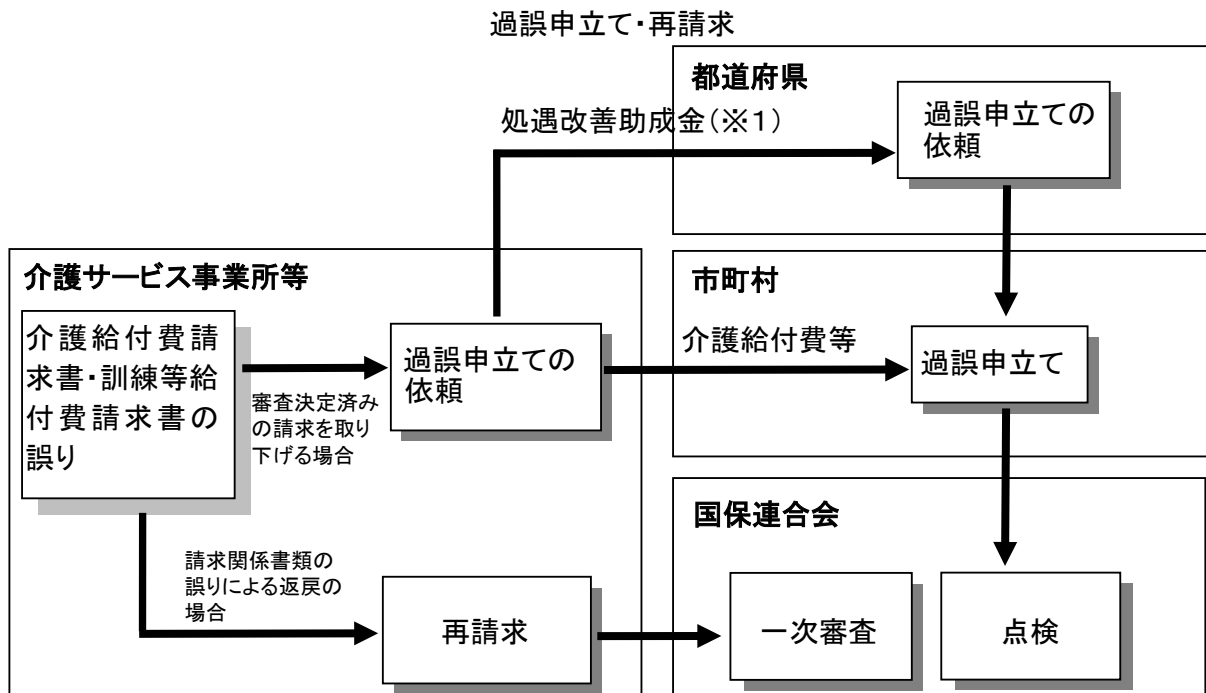 過誤申立て・再請求
都道府県
過誤申立ての
依頼
処遇改善助成金(※1)
介護サービス事業所等
介護給付費請
求書・訓練等給
付費請求書の
誤り
審査決定済み
の請求を取り
下げる場合
過誤申立ての
依頼
市町村
介護給付費等
過誤申立て
請求関係書類の
誤りによる返戻の
場合
再請求
国保連合会
一次審査
点検